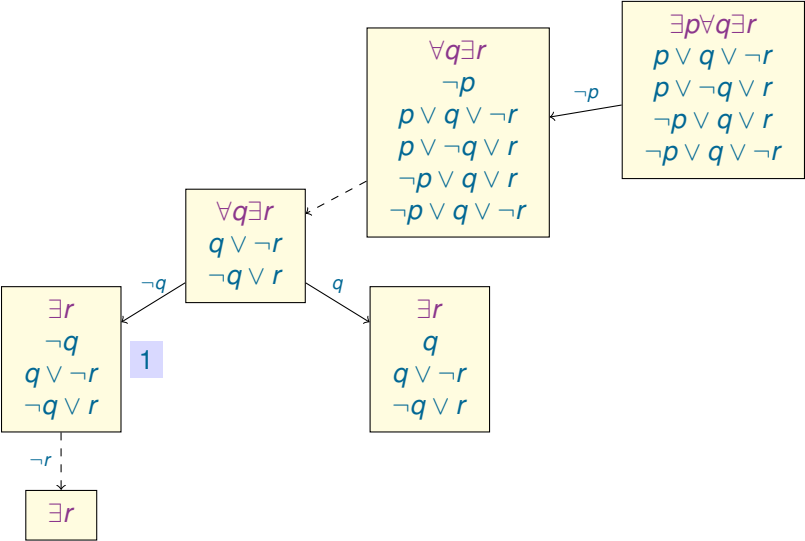 ∃p∀q∃r
p ∨ q ∨ ¬r
p ∨ ¬q ∨ r
¬p ∨ q ∨ r
¬p ∨ q ∨ ¬r
¬p
∀q∃r
¬p
p ∨ q ∨ ¬r
p ∨ ¬q ∨ r
¬p ∨ q ∨ r
¬p ∨ q ∨ ¬r
∀q∃r
q ∨ ¬r
¬q ∨ r
¬q
q
∃r
¬q
q ∨ ¬r
¬q ∨ r
1
∃r
q
q ∨ ¬r
¬q ∨ r
¬r
∃r